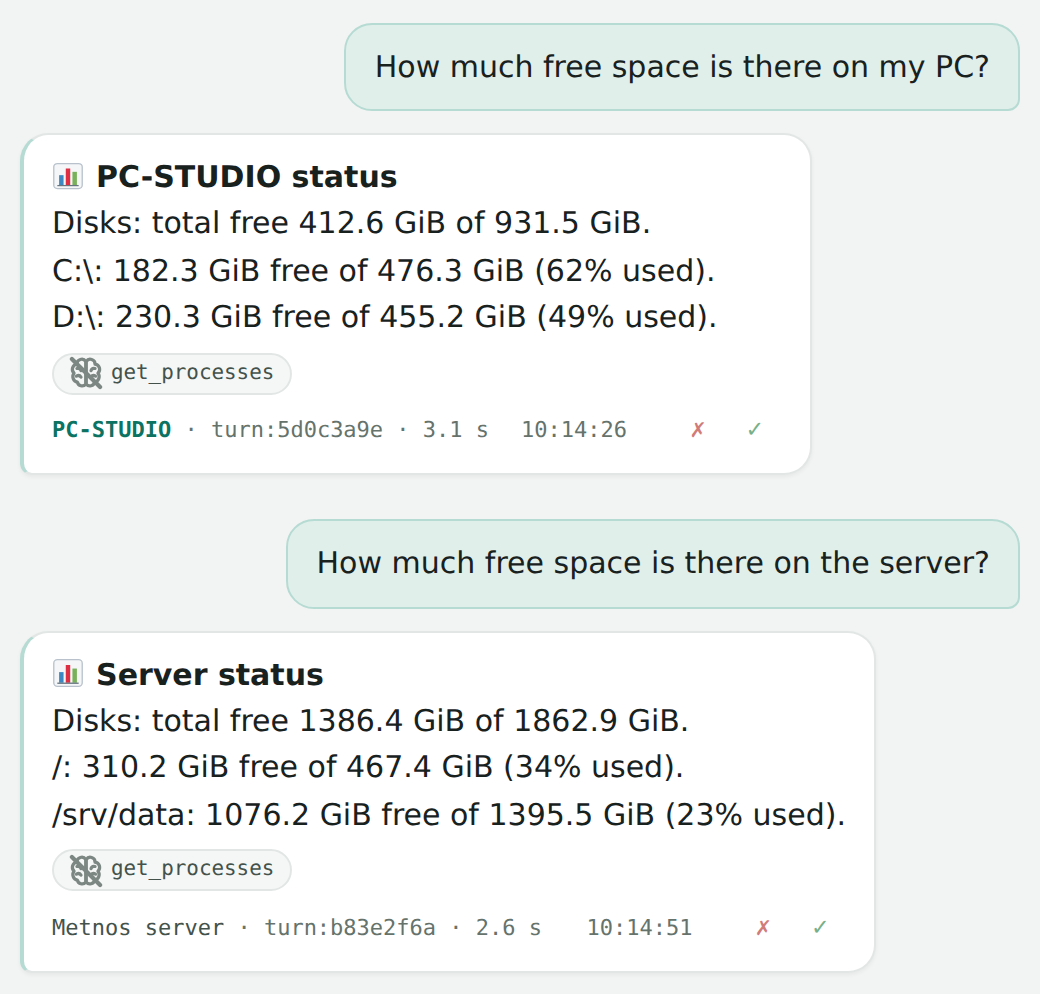 How much free space is there on my PC?
PC-STUDIO status
Disks: total free 412.6 GiB of 931.5 GiB.
C:\: 182.3 GiB free of 476.3 GiB (62% used).
D:\: 230.3 GiB free of 455.2 GiB (49% used).
get_processes
PC-STUDIO · turn:5d0c3a9e · 3.1 s 10:14:26 ✗ ✓
How much free space is there on the server?
Server status
Disks: total free 1386.4 GiB of 1862.9 GiB.
/: 310.2 GiB free of 467.4 GiB (34% used).
/srv/data: 1076.2 GiB free of 1395.5 GiB (23% used).
get_processes
Metnos server · turn:b83e2f6a · 2.6 s 10:14:51 ✗ ✓